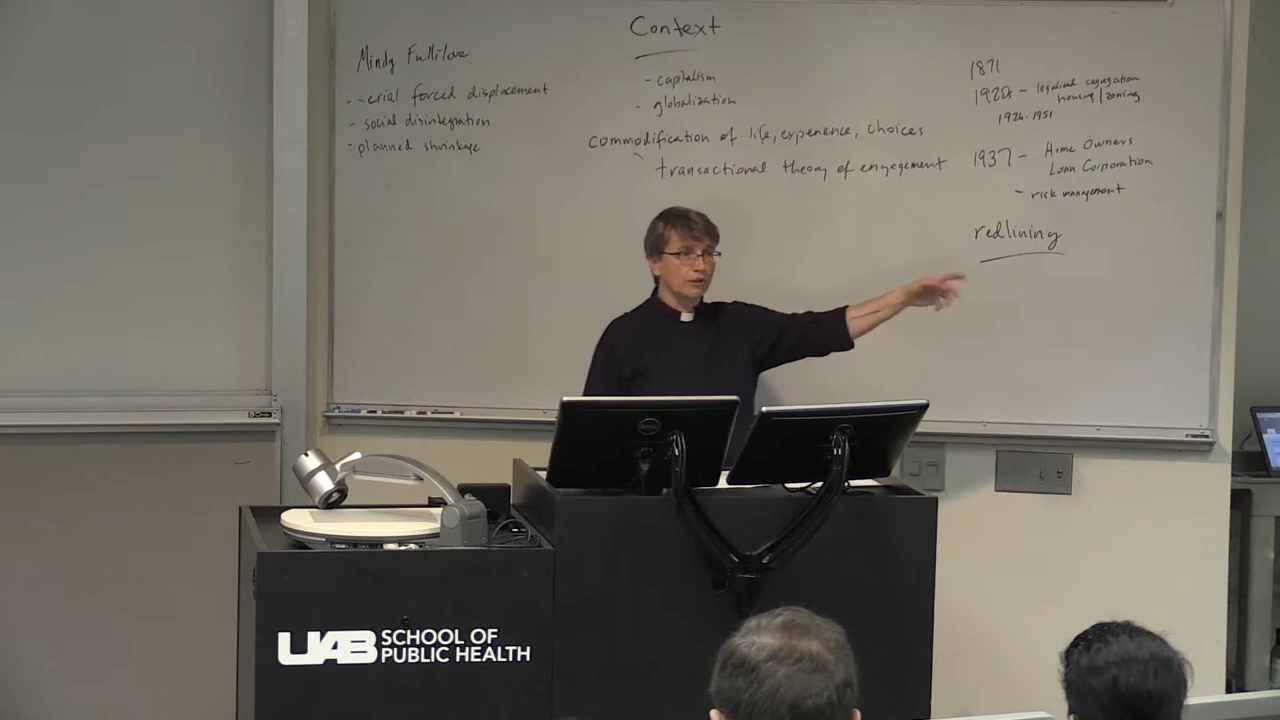 Context
Mindy Fullilove
- serial forced displacement
- social disintegration
- planned shrinkage
- capitalism
- globalization
commodification of life, experience, choices
transactional theory of engagement
1871
1920s - legalized segregation
housing/zoning
1926-1951
1937 - Home Owners
Loan Corporation
- risk management
redlining
DELL
UAB SCHOOL OF
PUBLIC HEALTH